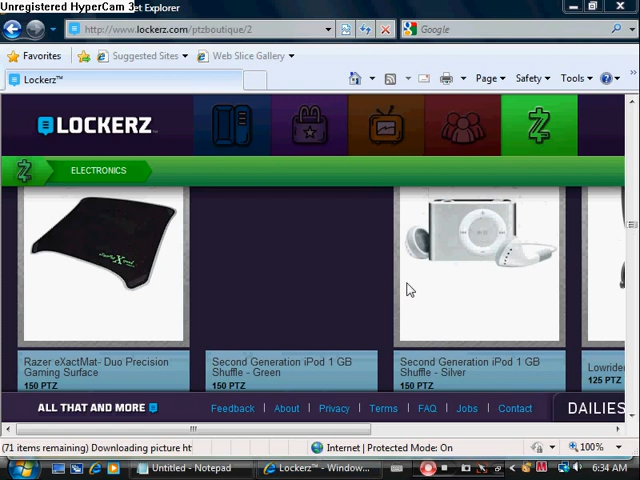 Unregistered HyperCam 3
et Explorer
http://www.lockerz.com/ptzboutique/2
Google
Favorites
Suggested Sites
Web Slice Gallery
Lockerz™
Page
Safety
Tools
LOCKERZ
ELECTRONICS
Razer eXactMat- Duo Precision
Gaming Surface
150 PTZ
Second Generation iPod 1 GB
Shuffle - Green
150 PTZ
Second Generation iPod 1 GB
Shuffle - Silver
150 PTZ
Lowrider
125 PTZ
ALL THAT AND MORE
Feedback
About
Privacy
Terms
FAQ
Jobs
Contact
DAILIES
(71 items remaining) Downloading picture ht
Internet | Protected Mode: On
100%
Untitled - Notepad
Lockerz™ - Window...
6:34 AM